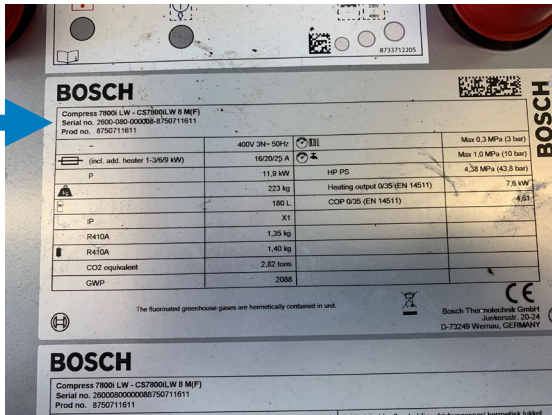 230V
400V
8733712205
BOSCH
BOSCH
Compress 7800i LW - CS7800iLW 8 M(F)
Serial no. 2600-080-000088-8750711611
Prod no. 8750711611
~ 400V 3N~ 50Hz Max 0,3 MPa (3 bar)
(incl. add. heater 1-3/6/9 kW) 16/20/25 A Max 1,0 MPa (10 bar)
P 11,9 kW HP PS 4,38 MPa (43,8 bar)
223 kg Heating output 0/35 (EN 14511) 7,6 kW
180 L COP 0/35 (EN 14511) 4,61
IP X1
R410A 1,35 kg
R410A 1,40 kg
CO2 equivalent 2,82 tons
GWP 2088
The fluorinated greenhouse gases are hermetically contained in unit.
CE
Bosch Thermotechnik GmbH
Junkersstr. 20-24
D-73249 Wernau, GERMANY
BOSCH
Compress 7800i LW - CS7800iLW 8 M(F)
Serial no. 26000800000888750711611
Prod no. 8750711611